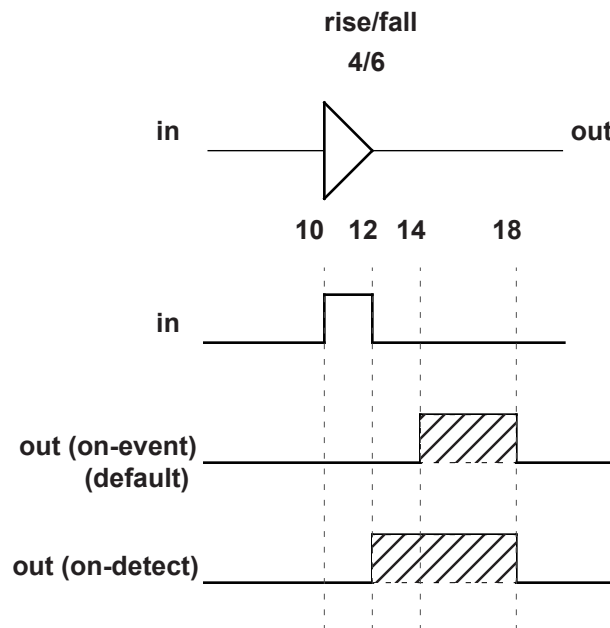 rise/fall
4/6
in
out
10 12 14 18
in
out (on-event)
(default)
out (on-detect)